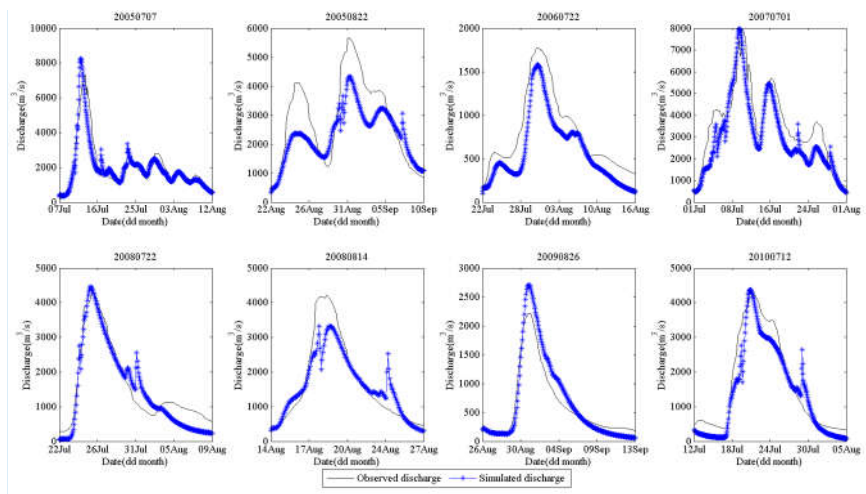 20050707
20050822
20060722
20070701
Discharge(m³/s)
10000
8000
6000
4000
2000
0
07Jul 16Jul 25Jul 03Aug 12Aug
Date(dd month)
Discharge(m³/s)
6000
5000
4000
3000
2000
1000
0
22Aug 26Aug 31Aug 05Sep 10Sep
Date(dd month)
Discharge(m³/s)
2000
1500
1000
500
0
22Jul 28Jul 03Aug 10Aug 16Aug
Date(dd month)
Discharge(m³/s)
8000
7000
6000
5000
4000
3000
2000
1000
0
01Jul 08Jul 16Jul 24Jul 01Aug
Date(dd month)
20080722
20080814
20090826
20100712
Discharge(m³/s)
5000
4000
3000
2000
1000
0
22Jul 26Jul 31Jul 05Aug 09Aug
Date(dd month)
Discharge(m³/s)
5000
4000
3000
2000
1000
0
14Aug 17Aug 20Aug 24Aug 27Aug
Date(dd month)
Discharge(m³/s)
3000
2500
2000
1500
1000
500
0
26Aug 30Aug 04Sep 09Sep 13Sep
Date(dd month)
Discharge(m³/s)
5000
4000
3000
2000
1000
0
12Jul 18Jul 24Jul 30Jul 05Aug
Date(dd month)
Observed discharge Simulated discharge